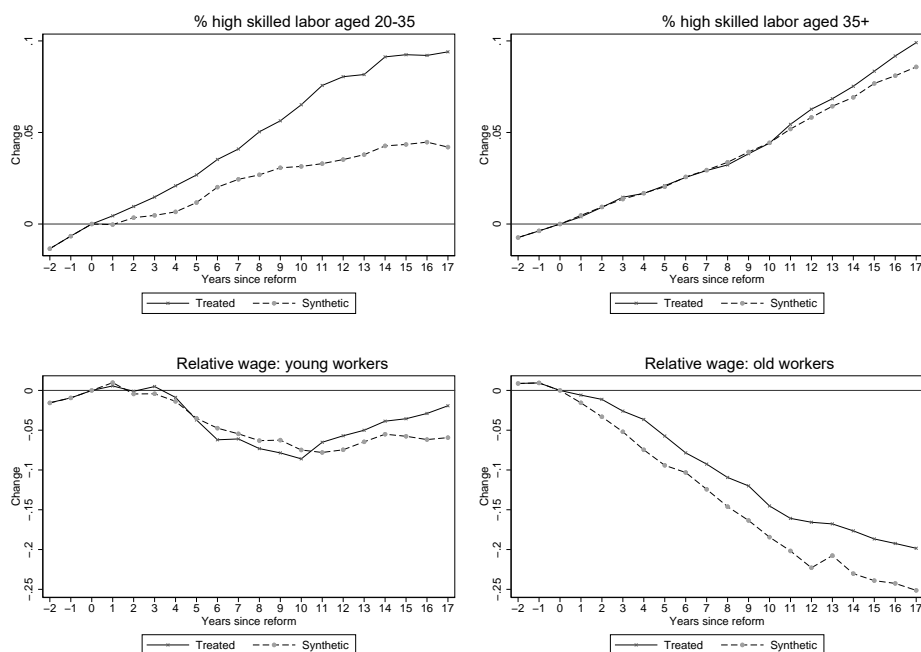 % high skilled labor aged 20-35
.1
.05
0
Change
−2 −1 0 1 2 3 4 5 6 7 8 9 10 11 12 13 14 15 16 17
Years since reform
Treated Synthetic
% high skilled labor aged 35+
.1
.05
0
Change
−2 −1 0 1 2 3 4 5 6 7 8 9 10 11 12 13 14 15 16 17
Years since reform
Treated Synthetic
Relative wage: young workers
0
−.05
−.1
−.15
−.2
−.25
Change
−2 −1 0 1 2 3 4 5 6 7 8 9 10 11 12 13 14 15 16 17
Years since reform
Treated Synthetic
Relative wage: old workers
0
−.05
−.1
−.15
−.2
−.25
Change
−2 −1 0 1 2 3 4 5 6 7 8 9 10 11 12 13 14 15 16 17
Years since reform
Treated Synthetic